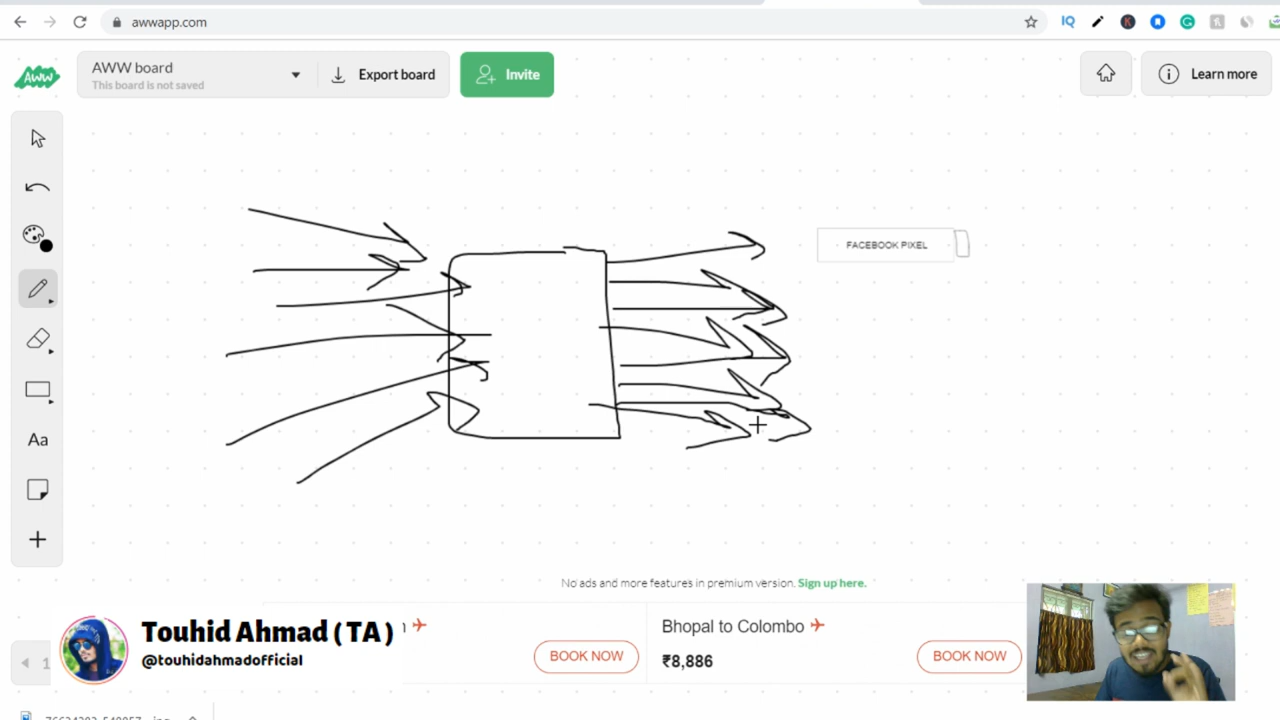 awwapp.com
IQ
AWW
AWW board
This board is not saved
Export board
Invite
Learn more
FACEBOOK PIXEL
Aa
No ads and more features in premium version. Sign up here.
Touhid Ahmad ( TA )
@touhidahmadofficial
BOOK NOW
Bhopal to Colombo
₹8,886
BOOK NOW
1